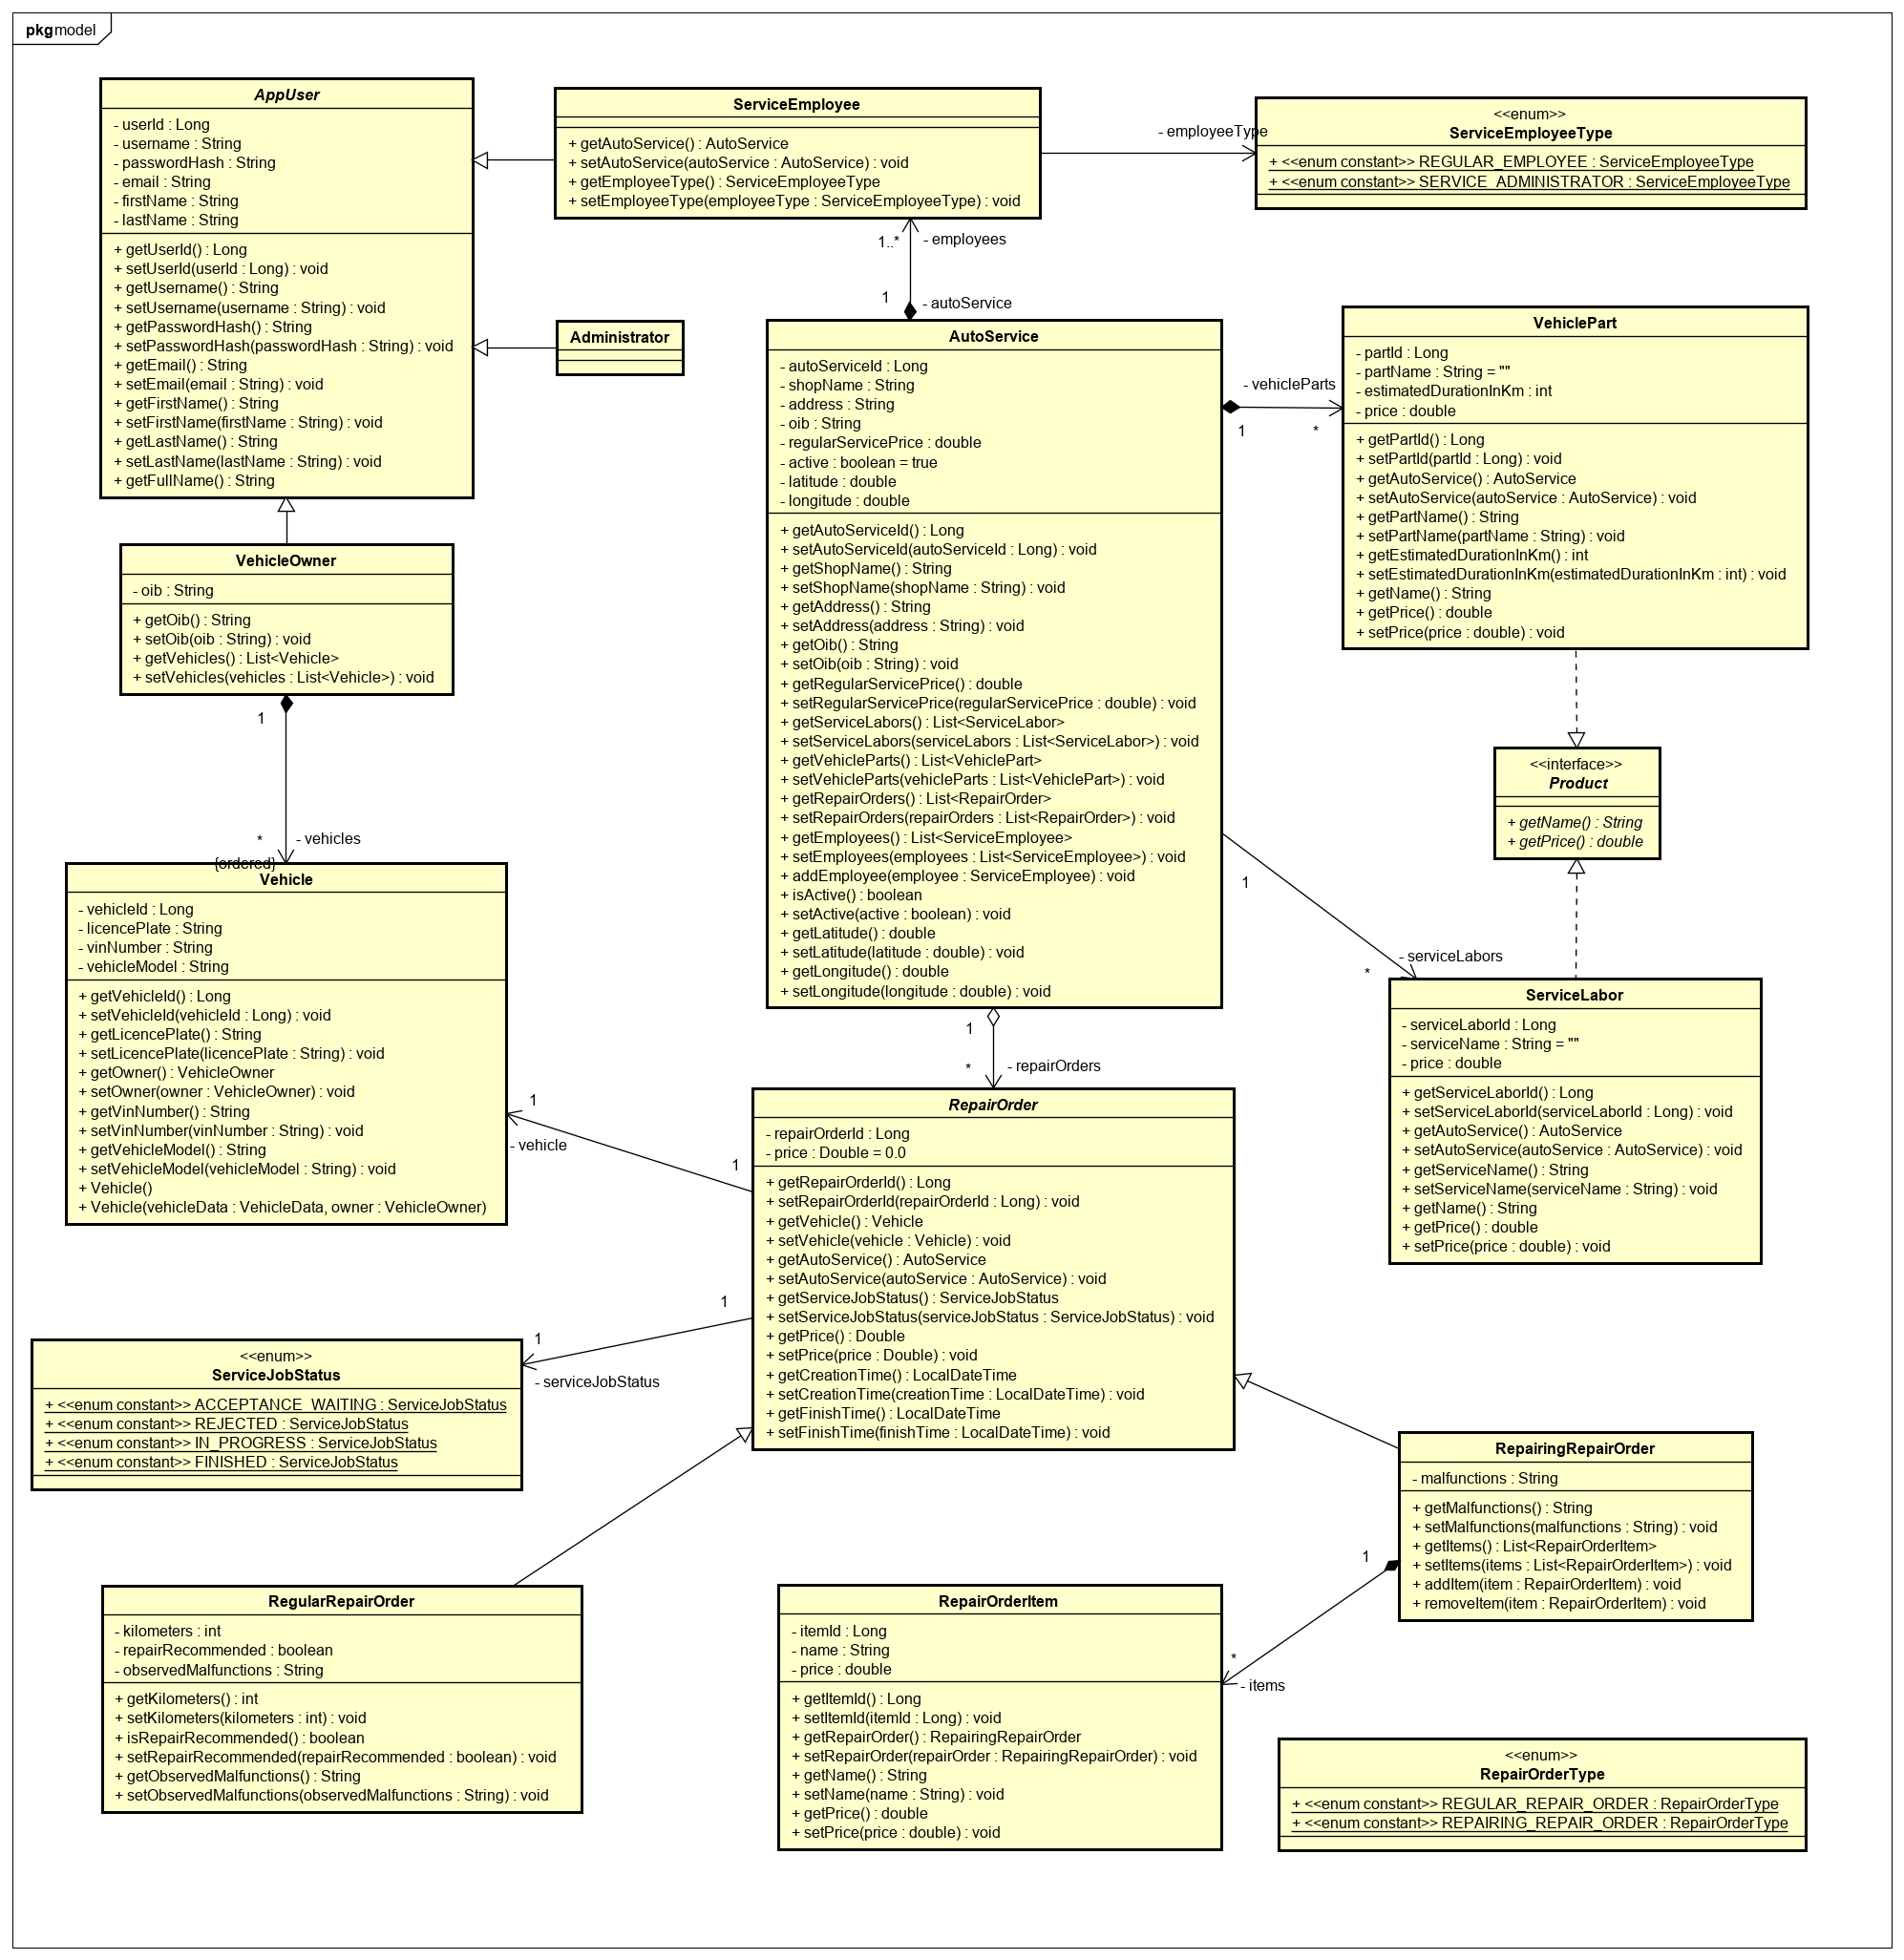 pkg model
AppUser
- userId : Long
- username : String
- passwordHash : String
- email : String
- firstName : String
- lastName : String
+ getUserId() : Long
+ setUserId(userId : Long) : void
+ getUsername() : String
+ setUsername(username : String) : void
+ getPasswordHash() : String
+ setPasswordHash(passwordHash : String) : void
+ getEmail() : String
+ setEmail(email : String) : void
+ getFirstName() : String
+ setFirstName(firstName : String) : void
+ getLastName() : String
+ setLastName(lastName : String) : void
+ getFullName() : String
ServiceEmployee
+ getAutoService() : AutoService
+ setAutoService(autoService : AutoService) : void
+ getEmployeeType() : ServiceEmployeeType
+ setEmployeeType(employeeType : ServiceEmployeeType) : void
- employeeType
<<enum>>
ServiceEmployeeType
+ <<enum constant>> REGULAR_EMPLOYEE : ServiceEmployeeType
+ <<enum constant>> SERVICE_ADMINISTRATOR : ServiceEmployeeType
1..*
- employees
1
- autoService
Administrator
AutoService
- autoServiceId : Long
- shopName : String
- address : String
- oib : String
- regularServicePrice : double
- active : boolean = true
- latitude : double
- longitude : double
+ getAutoServiceId() : Long
+ setAutoServiceId(autoServiceId : Long) : void
+ getShopName() : String
+ setShopName(shopName : String) : void
+ getAddress() : String
+ setAddress(address : String) : void
+ getOib() : String
+ setOib(oib : String) : void
+ getRegularServicePrice() : double
+ setRegularServicePrice(regularServicePrice : double) : void
+ getServiceLabors() : List<ServiceLabor>
+ setServiceLabors(serviceLabors : List<ServiceLabor>) : void
+ getVehicleParts() : List<VehiclePart>
+ setVehicleParts(vehicleParts : List<VehiclePart>) : void
+ getRepairOrders() : List<RepairOrder>
+ setRepairOrders(repairOrders : List<RepairOrder>) : void
+ getEmployees() : List<ServiceEmployee>
+ setEmployees(employees : List<ServiceEmployee>) : void
+ addEmployee(employee : ServiceEmployee) : void
+ isActive() : boolean
+ setActive(active : boolean) : void
+ getLatitude() : double
+ setLatitude(latitude : double) : void
+ getLongitude() : double
+ setLongitude(longitude : double) : void
- vehicleParts
1
*
VehiclePart
- partId : Long
- partName : String = ""
- estimatedDurationInKm : int
- price : double
+ getPartId() : Long
+ setPartId(partId : Long) : void
+ getAutoService() : AutoService
+ setAutoService(autoService : AutoService) : void
+ getPartName() : String
+ setPartName(partName : String) : void
+ getEstimatedDurationInKm() : int
+ setEstimatedDurationInKm(estimatedDurationInKm : int) : void
+ getName() : String
+ getPrice() : double
+ setPrice(price : double) : void
VehicleOwner
- oib : String
+ getOib() : String
+ setOib(oib : String) : void
+ getVehicles() : List<Vehicle>
+ setVehicles(vehicles : List<Vehicle>) : void
1
*
- vehicles
{ordered}
<<interface>>
Product
+ getName() : String
+ getPrice() : double
Vehicle
- vehicleId : Long
- licencePlate : String
- vinNumber : String
- vehicleModel : String
+ getVehicleId() : Long
+ setVehicleId(vehicleId : Long) : void
+ getLicencePlate() : String
+ setLicencePlate(licencePlate : String) : void
+ getOwner() : VehicleOwner
+ setOwner(owner : VehicleOwner) : void
+ getVinNumber() : String
+ setVinNumber(vinNumber : String) : void
+ getVehicleModel() : String
+ setVehicleModel(vehicleModel : String) : void
+ Vehicle()
+ Vehicle(vehicleData : VehicleData, owner : VehicleOwner)
1
- serviceLabors
*
ServiceLabor
- serviceLaborId : Long
- serviceName : String = ""
- price : double
+ getServiceLaborId() : Long
+ setServiceLaborId(serviceLaborId : Long) : void
+ getAutoService() : AutoService
+ setAutoService(autoService : AutoService) : void
+ getServiceName() : String
+ setServiceName(serviceName : String) : void
+ getName() : String
+ getPrice() : double
+ setPrice(price : double) : void
1
*
- repairOrders
RepairOrder
- repairOrderId : Long
- price : Double = 0.0
+ getRepairOrderId() : Long
+ setRepairOrderId(repairOrderId : Long) : void
+ getVehicle() : Vehicle
+ setVehicle(vehicle : Vehicle) : void
+ getAutoService() : AutoService
+ setAutoService(autoService : AutoService) : void
+ getServiceJobStatus() : ServiceJobStatus
+ setServiceJobStatus(serviceJobStatus : ServiceJobStatus) : void
+ getPrice() : Double
+ setPrice(price : Double) : void
+ getCreationTime() : LocalDateTime
+ setCreationTime(creationTime : LocalDateTime) : void
+ getFinishTime() : LocalDateTime
+ setFinishTime(finishTime : LocalDateTime) : void
1
- vehicle
1
1
1
- serviceJobStatus
<<enum>>
ServiceJobStatus
+ <<enum constant>> ACCEPTANCE_WAITING : ServiceJobStatus
+ <<enum constant>> REJECTED : ServiceJobStatus
+ <<enum constant>> IN_PROGRESS : ServiceJobStatus
+ <<enum constant>> FINISHED : ServiceJobStatus
RepairingRepairOrder
- malfunctions : String
+ getMalfunctions() : String
+ setMalfunctions(malfunctions : String) : void
+ getItems() : List<RepairOrderItem>
+ setItems(items : List<RepairOrderItem>) : void
+ addItem(item : RepairOrderItem) : void
+ removeItem(item : RepairOrderItem) : void
1
*
- items
RegularRepairOrder
- kilometers : int
- repairRecommended : boolean
- observedMalfunctions : String
+ getKilometers() : int
+ setKilometers(kilometers : int) : void
+ isRepairRecommended() : boolean
+ setRepairRecommended(repairRecommended : boolean) : void
+ getObservedMalfunctions() : String
+ setObservedMalfunctions(observedMalfunctions : String) : void
RepairOrderItem
- itemId : Long
- name : String
- price : double
+ getItemId() : Long
+ setItemId(itemId : Long) : void
+ getRepairOrder() : RepairingRepairOrder
+ setRepairOrder(repairOrder : RepairingRepairOrder) : void
+ getName() : String
+ setName(name : String) : void
+ getPrice() : double
+ setPrice(price : double) : void
<<enum>>
RepairOrderType
+ <<enum constant>> REGULAR_REPAIR_ORDER : RepairOrderType
+ <<enum constant>> REPAIRING_REPAIR_ORDER : RepairOrderType